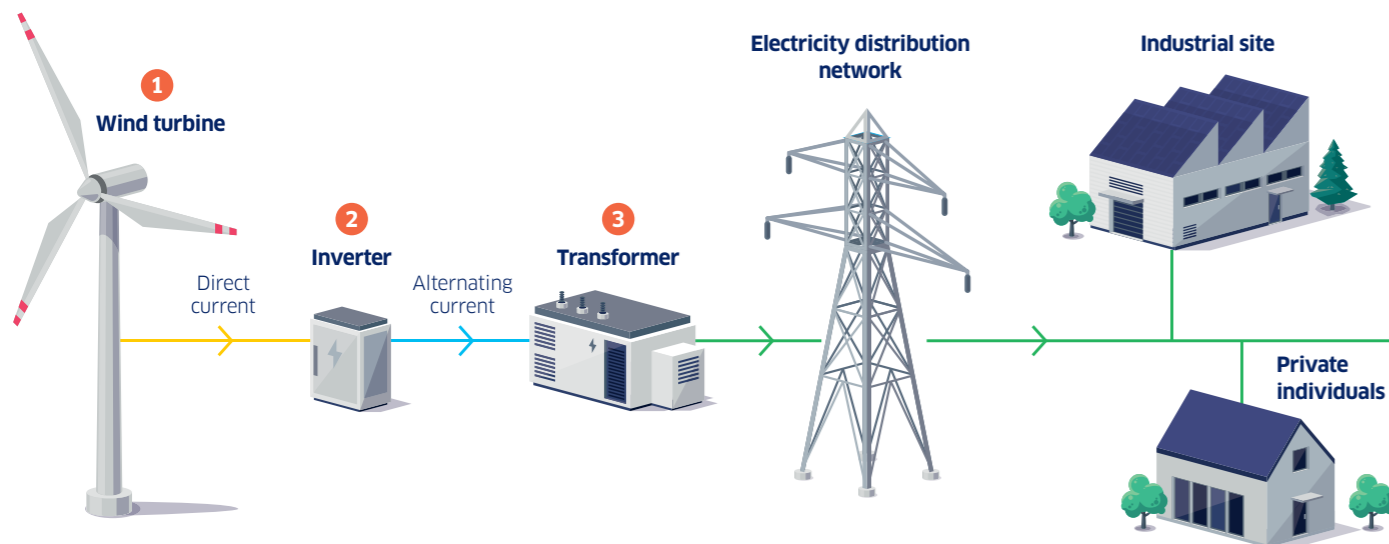 1
Wind turbine
Direct
current
2
Inverter
Alternating
current
3
Transformer
Electricity distribution
network
Industrial site
Private
individuals